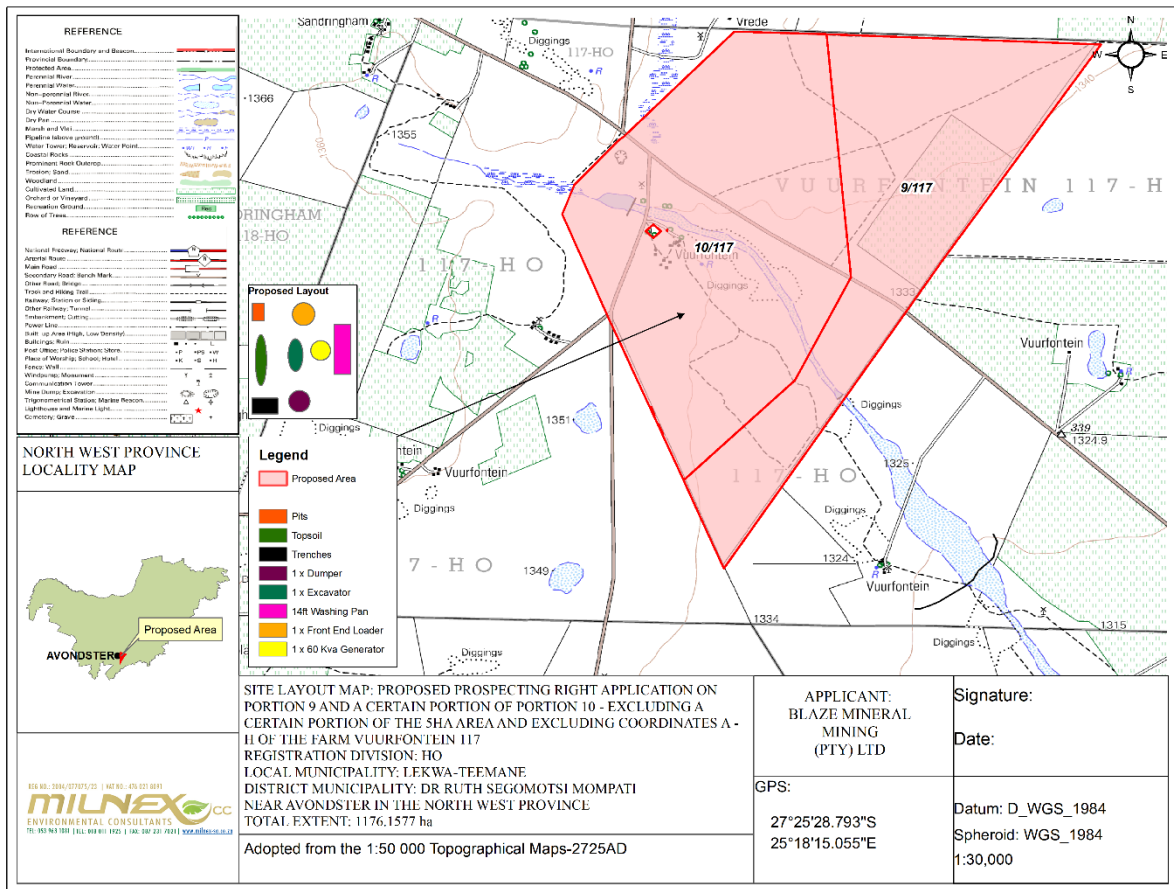 REFERENCE
International Boundary and Beacon
Provincial Boundary
Protected Area
Perennial River
Perennial Water
Non-perennial River
Non-Perennial Water
Dry Water Course
Dry Pan
Marsh and Vlei
Pipeline (above ground)
Water Tower; Reservoir; Water Point
Coastal Rocks
Prominent Rock Outcrop
Erosion; Sand
Woodland
Cultivated Land
Orchard or Vineyard
Recreation Ground
Row of Trees
REFERENCE
National Freeway; National Route
Arterial Route
Main Road
Secondary Road; Bench Mark
Other Road; Bridge
Track and Hiking Trail
Railway; Station or Siding
Other Railway; Tunnel
Embankment; Cutting
Power Line
Built-up Area (High, Low Density)
Buildings; Ruin
Post Office; Police Station; Store
Place of Worship; School; Hotel
Fence; Wall
Windpump; Monument
Communication Tower
Mine Dump; Excavation
Trigonometrical Station; Marine Beacon
Lighthouse and Marine Light
Cemetery; Grave
Sandringham
Diggings
117-HO
R
Vrede
N
W
E
S
1366
1355
1360
1340
R
9/117
VUURFONTEIN 117-H
DRINGHAM
118-HO
117-HO
10/117
Vuurfontein
R
Diggings
1333
Proposed Layout
R
Vuurfontein
R
1351
Diggings
Diggings
339
1324.9
Vuurfontein
Diggings
117-HO
1325
Diggings
7-HO
1349
1324
R
Vuurfontein
1334
1315
Diggings
Diggings
Legend
Proposed Area
Pits
Topsoil
Trenches
1 x Dumper
1 x Excavator
14ft Washing Pan
1 x Front End Loader
1 x 60 Kva Generator
NORTH WEST PROVINCE
LOCALITY MAP
Proposed Area
AVONDSTER
MILNEX CC
ENVIRONMENTAL CONSULTANTS
SITE LAYOUT MAP: PROPOSED PROSPECTING RIGHT APPLICATION ON
PORTION 9 AND A CERTAIN PORTION OF PORTION 10 - EXCLUDING A
CERTAIN PORTION OF THE 5HA AREA AND EXCLUDING COORDINATES A -
H OF THE FARM VUURFONTEIN 117
REGISTRATION DIVISION: HO
LOCAL MUNICIPALITY: LEKWA-TEEMANE
DISTRICT MUNICIPALITY: DR RUTH SEGOMOTSI MOMPATI
NEAR AVONDSTER IN THE NORTH WEST PROVINCE
TOTAL EXTENT: 1176,1577 ha
Adopted from the 1:50 000 Topographical Maps-2725AD
APPLICANT:
BLAZE MINERAL
MINING
(PTY) LTD
GPS:
27°25'28.793"S
25°18'15.055"E
Signature:
Date:
Datum: D_WGS_1984
Spheroid: WGS_1984
1:30,000